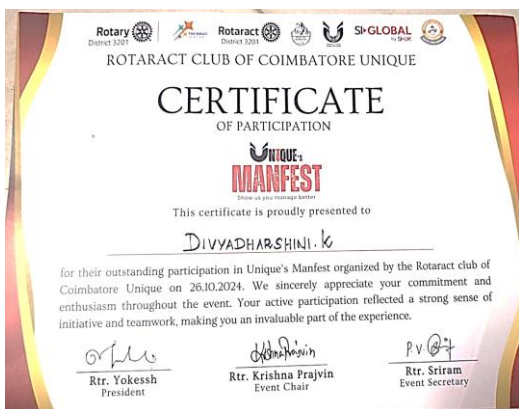 Rotary
District 3201
Rotaract
District 3201
SI GLOBAL
ROTARACT CLUB OF COIMBATORE UNIQUE
CERTIFICATE
OF PARTICIPATION
UNIQUE's
MANFEST
Show us you manage better
This certificate is proudly presented to
DIVYADHARSHINI.K
for their outstanding participation in Unique's Manfest organized by the Rotaract club of
Coimbatore Unique on 26.10.2024. We sincerely appreciate your commitment and
enthusiasm throughout the event. Your active participation reflected a strong sense of
initiative and teamwork, making you an invaluable part of the experience.
Rtr. Yokessh
President
Rtr. Krishna Prajvin
Event Chair
P.V.
Rtr. Sriram
Event Secretary